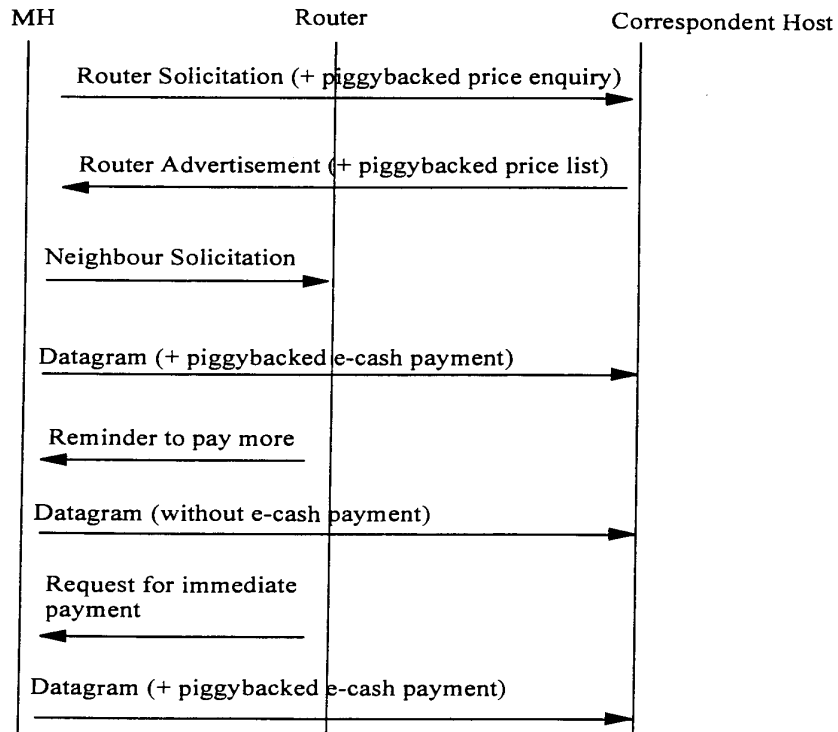 MH
Router
Correspondent Host
Router Solicitation (+ piggybacked price enquiry)
Router Advertisement (+ piggybacked price list)
Neighbour Solicitation
Datagram (+ piggybacked e-cash payment)
Reminder to pay more
Datagram (without e-cash payment)
Request for immediate
payment
Datagram (+ piggybacked e-cash payment)